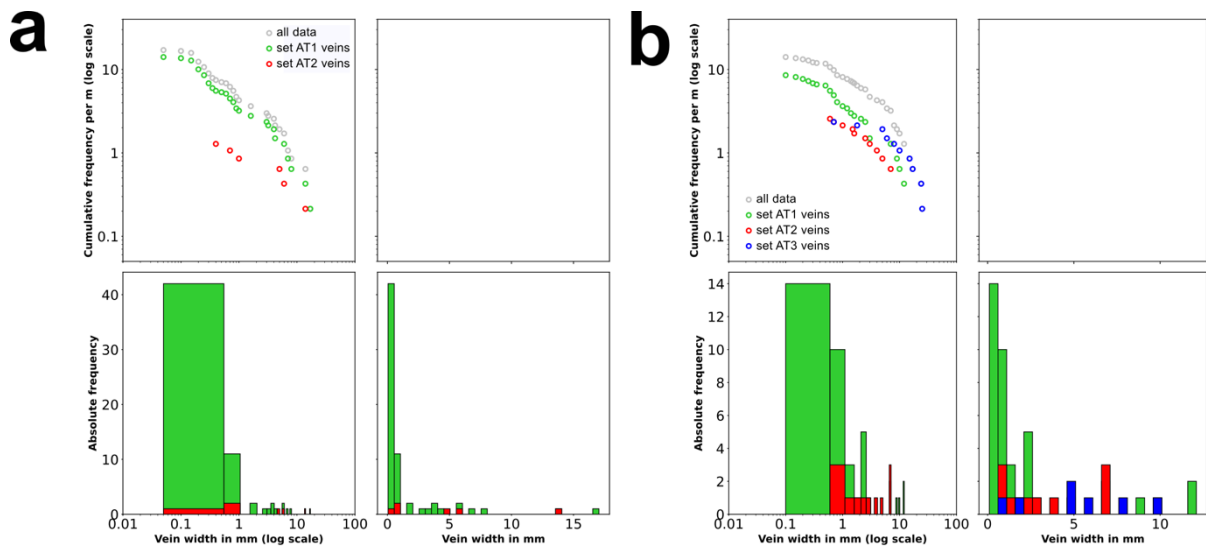 a
Cumulative frequency per m (log scale)
10
1
0.1
all data
set AT1 veins
set AT2 veins
Absolute frequency
40
30
20
10
0
0.01 0.1 1 10 100
Vein width in mm (log scale)
0 5 10 15
Vein width in mm
b
Cumulative frequency per m (log scale)
10
1
0.1
all data
set AT1 veins
set AT2 veins
set AT3 veins
Absolute frequency
14
12
10
8
6
4
2
0
0.01 0.1 1 10 100
Vein width in mm (log scale)
0 5 10
Vein width in mm